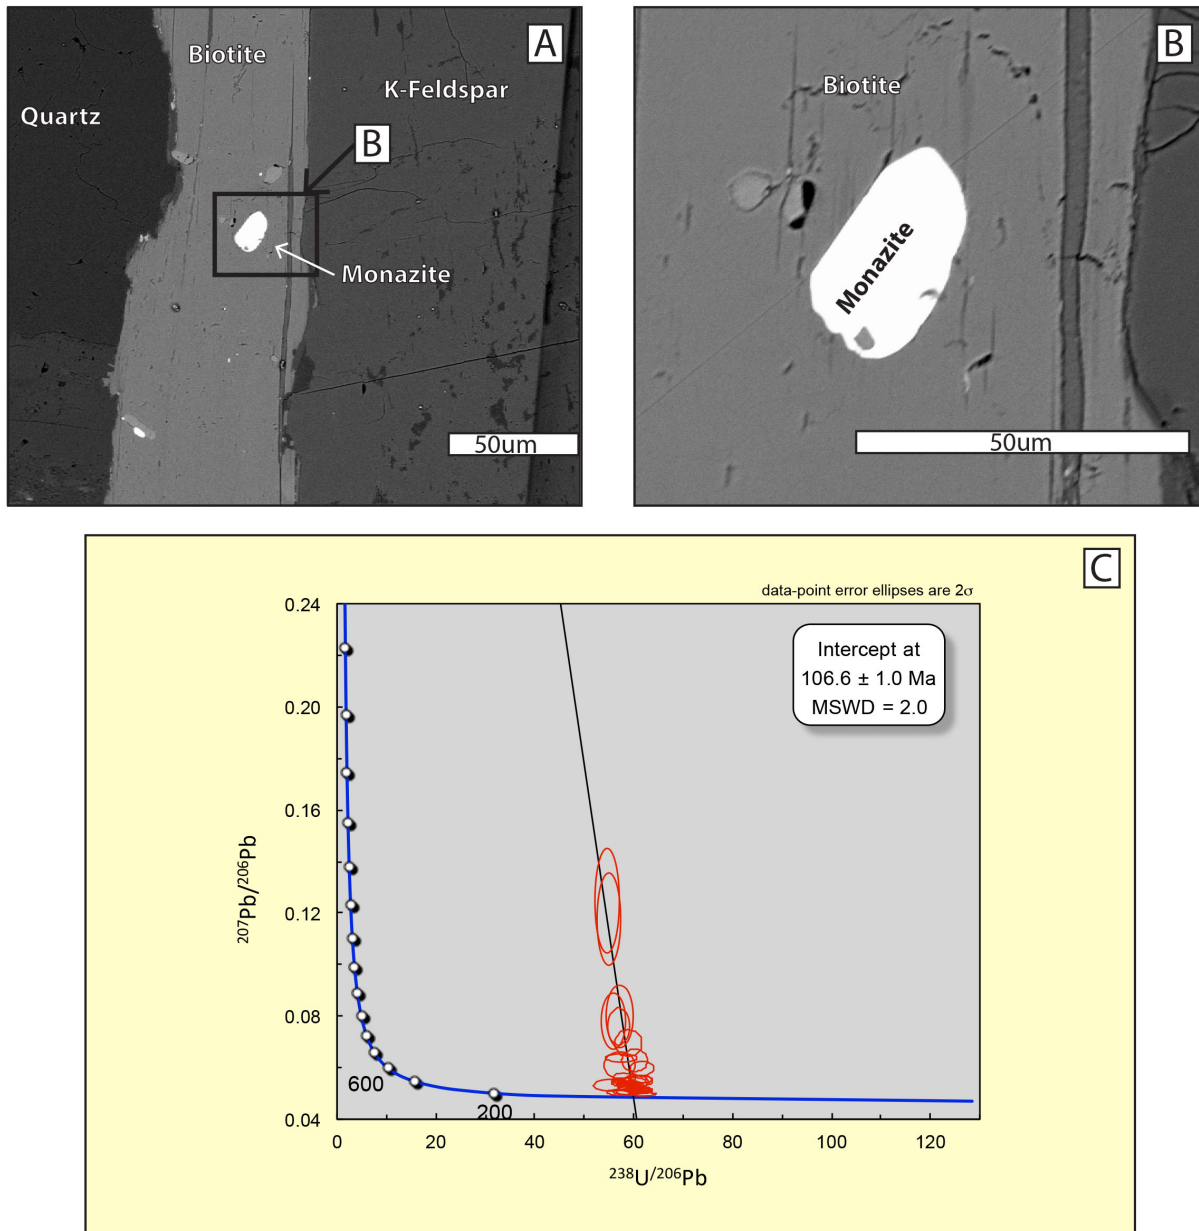 A
Biotite
K-Feldspar
Quartz
B
Monazite
50um
B
Biotite
Monazite
50um
C
data-point error ellipses are 2σ
Intercept at
106.6 ± 1.0 Ma
MSWD = 2.0
0.24
0.20
0.16
0.12
0.08
0.04
207Pb/206Pb
600
200
0
20
40
60
80
100
120
238U/206Pb